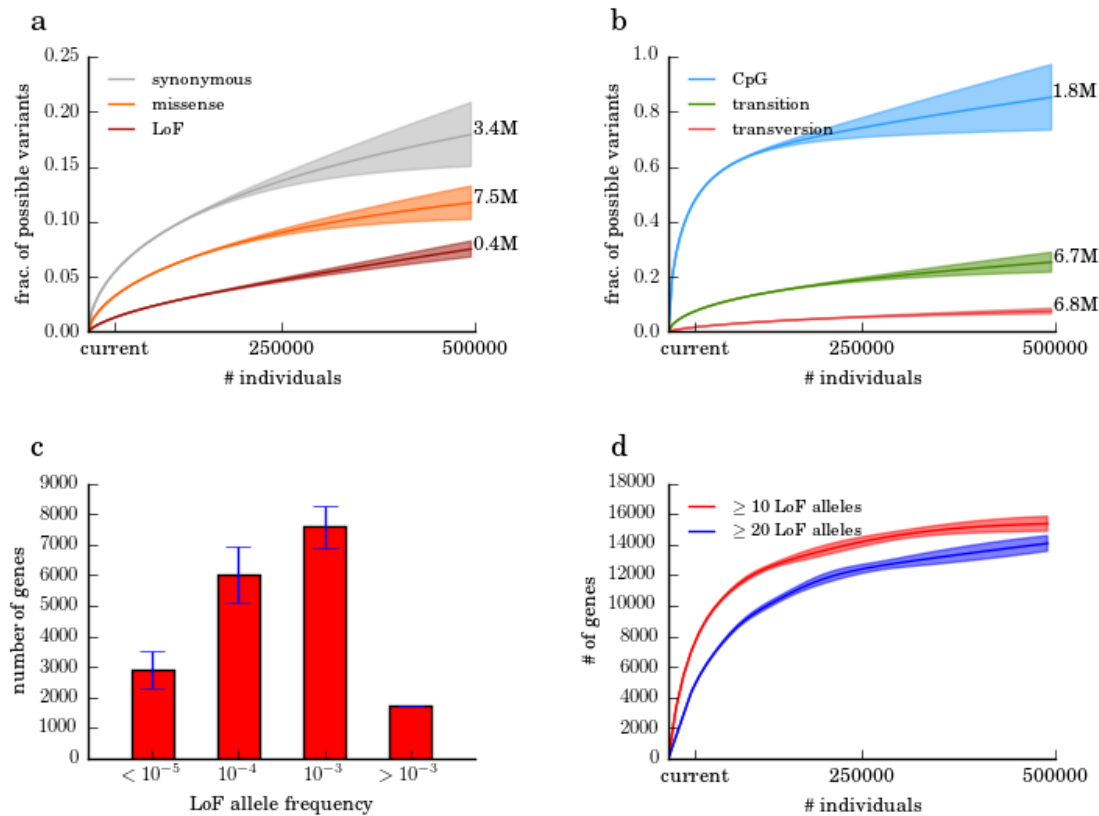 a
0.25
0.20
0.15
0.10
0.05
0.00
frac. of possible variants
synonymous
missense
LoF
3.4M
7.5M
0.4M
current 250000 500000
# individuals
b
1.0
0.8
0.6
0.4
0.2
0.0
frac. of possible variants
CpG
transition
transversion
1.8M
6.7M
6.8M
current 250000 500000
# individuals
c
9000
8000
7000
6000
5000
4000
3000
2000
1000
0
number of genes
< 10⁻⁵ 10⁻⁴ 10⁻³ > 10⁻³
LoF allele frequency
d
18000
16000
14000
12000
10000
8000
6000
4000
2000
0
# of genes
≥ 10 LoF alleles
≥ 20 LoF alleles
current 250000 500000
# individuals